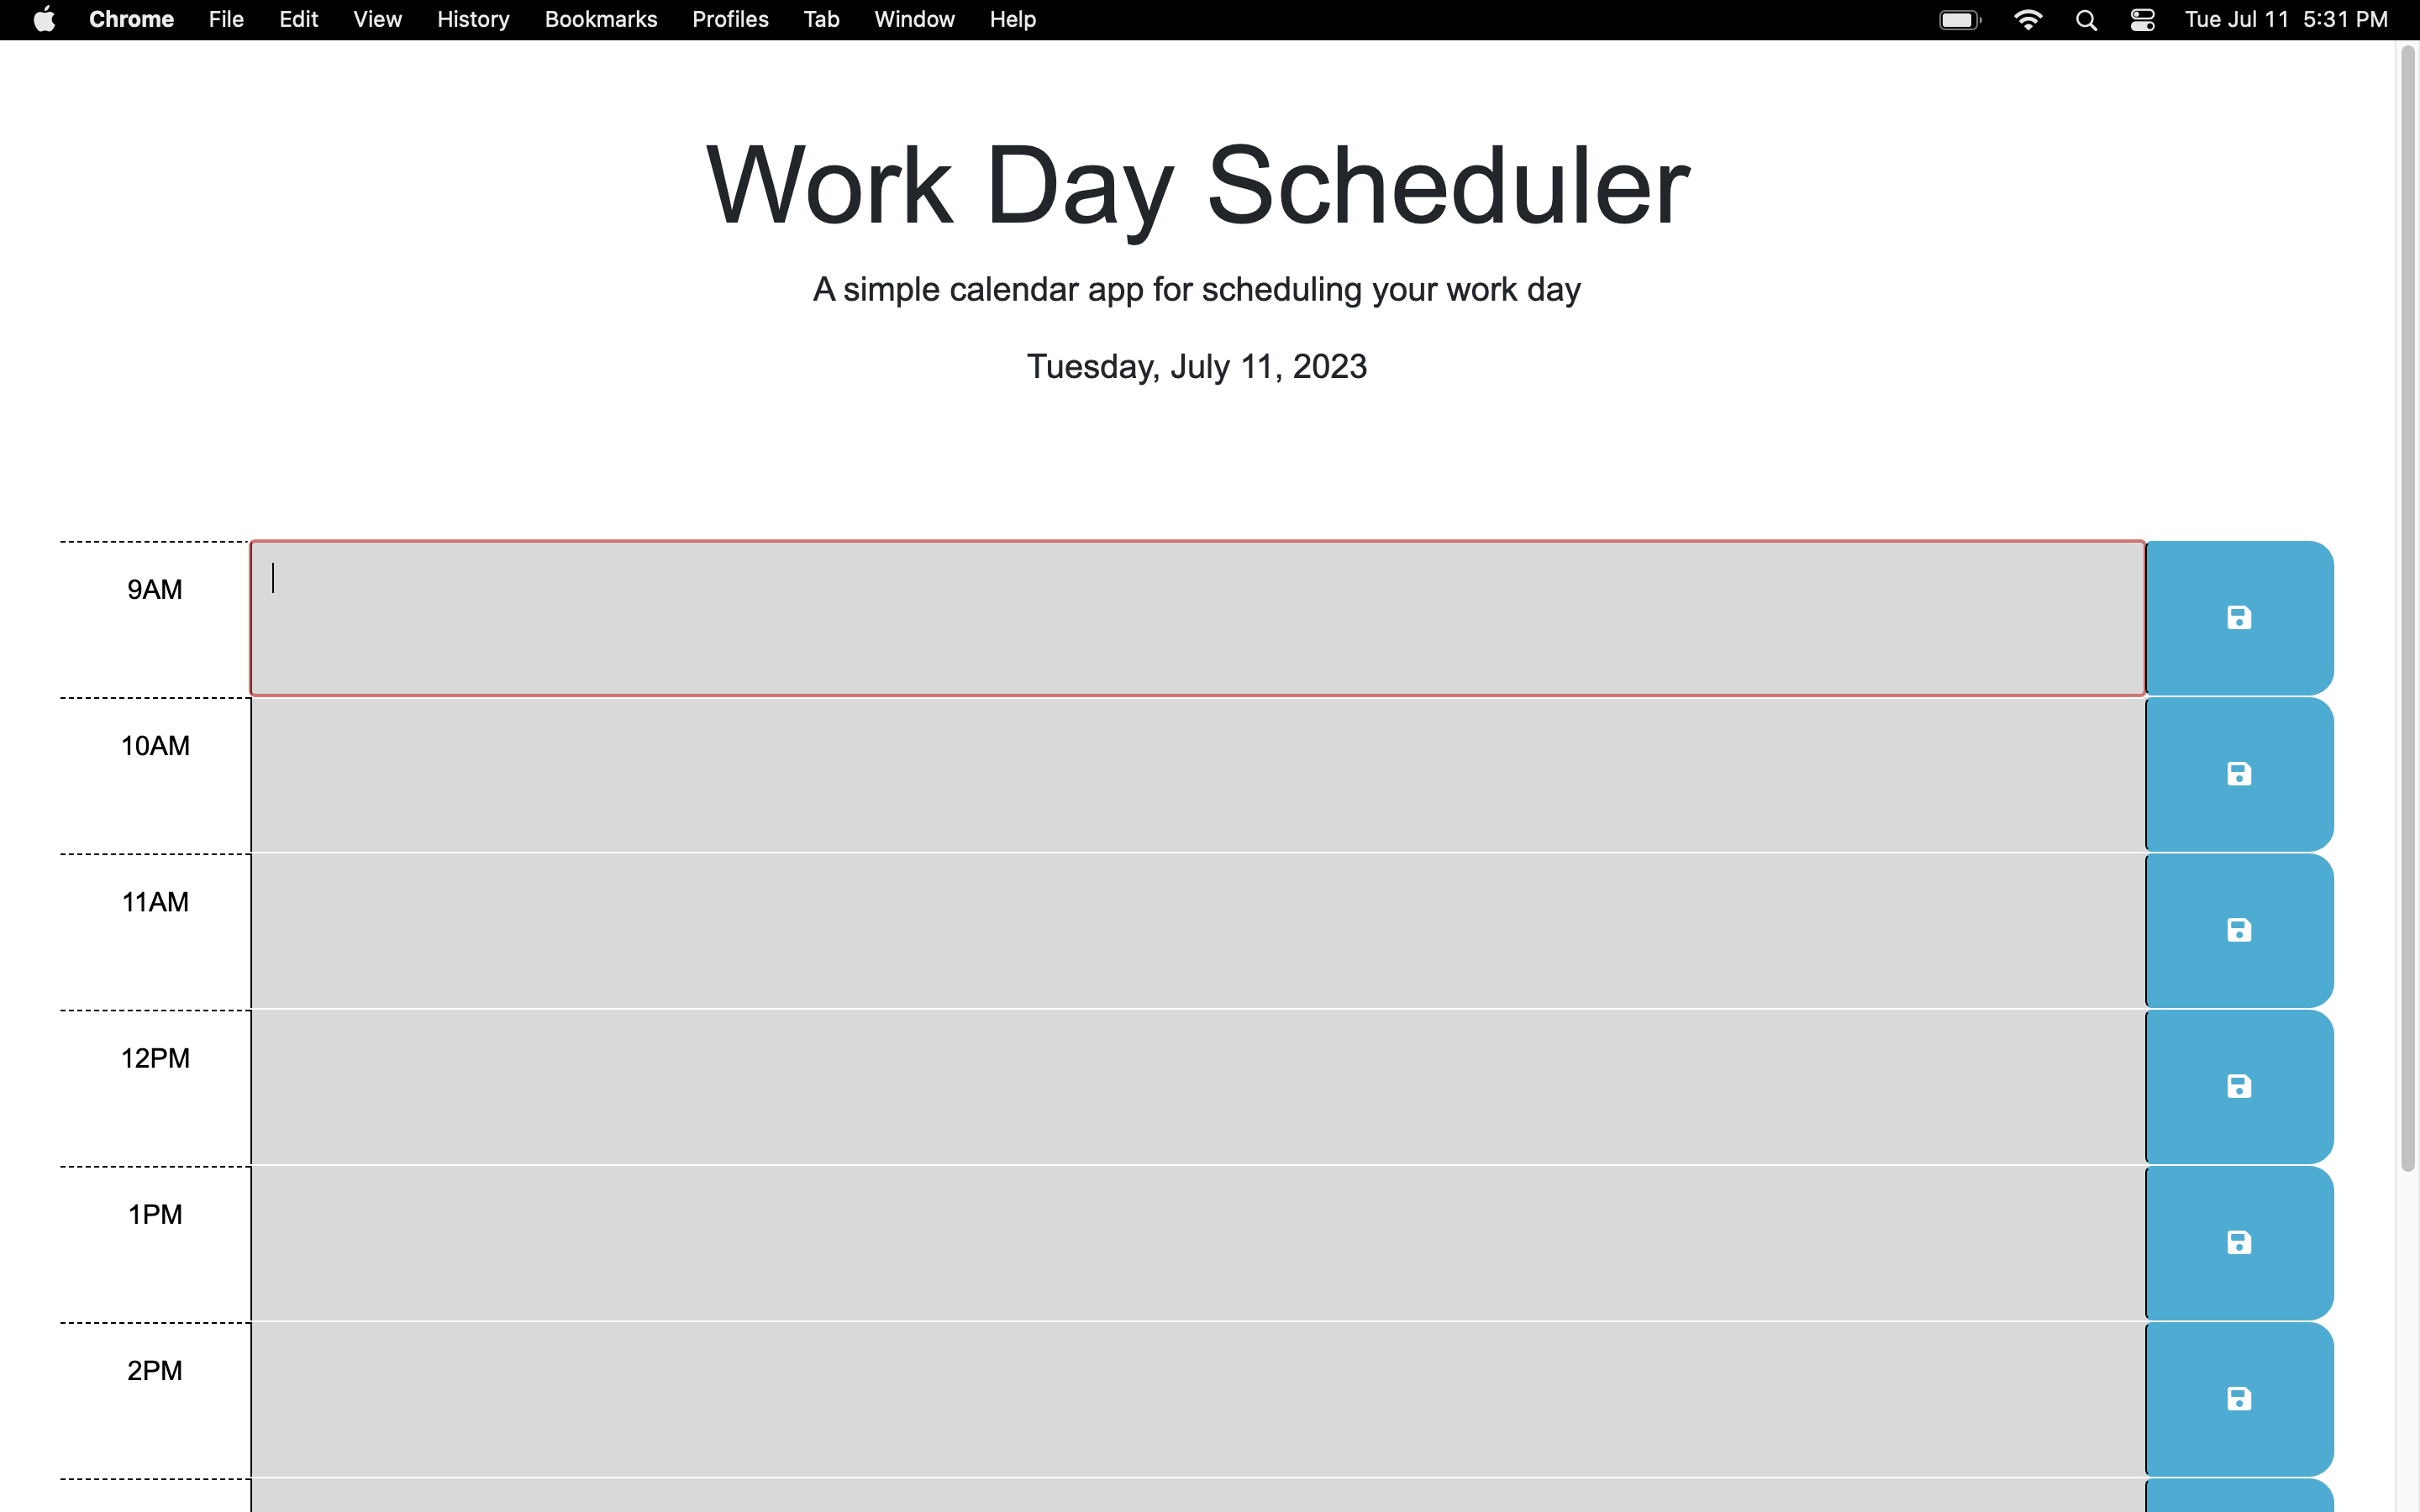 Chrome File Edit View History Bookmarks Profiles Tab Window Help Tue Jul 11 5:31 PM
Work Day Scheduler
A simple calendar app for scheduling your work day
Tuesday, July 11, 2023
9AM
10AM
11AM
12PM
1PM
2PM